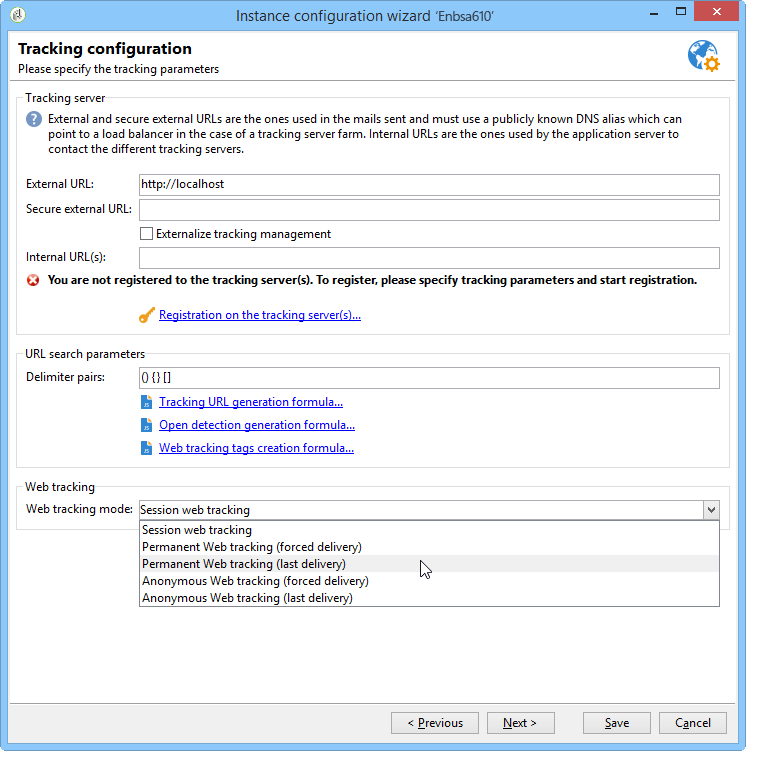 Instance configuration wizard 'Enbsa610'
Tracking configuration
Please specify the tracking parameters
Tracking server
External and secure external URLs are the ones used in the mails sent and must use a publicly known DNS alias which can
point to a load balancer in the case of a tracking server farm. Internal URLs are the ones used by the application server to
contact the different tracking servers.
External URL: http://localhost
Secure external URL:
Externalize tracking management
Internal URL(s):
You are not registered to the tracking server(s). To register, please specify tracking parameters and start registration.
Registration on the tracking server(s)...
URL search parameters
Delimiter pairs: () {} []
Tracking URL generation formula...
Open detection generation formula...
Web tracking tags creation formula...
Web tracking
Web tracking mode: Session web tracking
Session web tracking
Permanent Web tracking (forced delivery)
Permanent Web tracking (last delivery)
Anonymous Web tracking (forced delivery)
Anonymous Web tracking (last delivery)
< Previous Next > Save Cancel